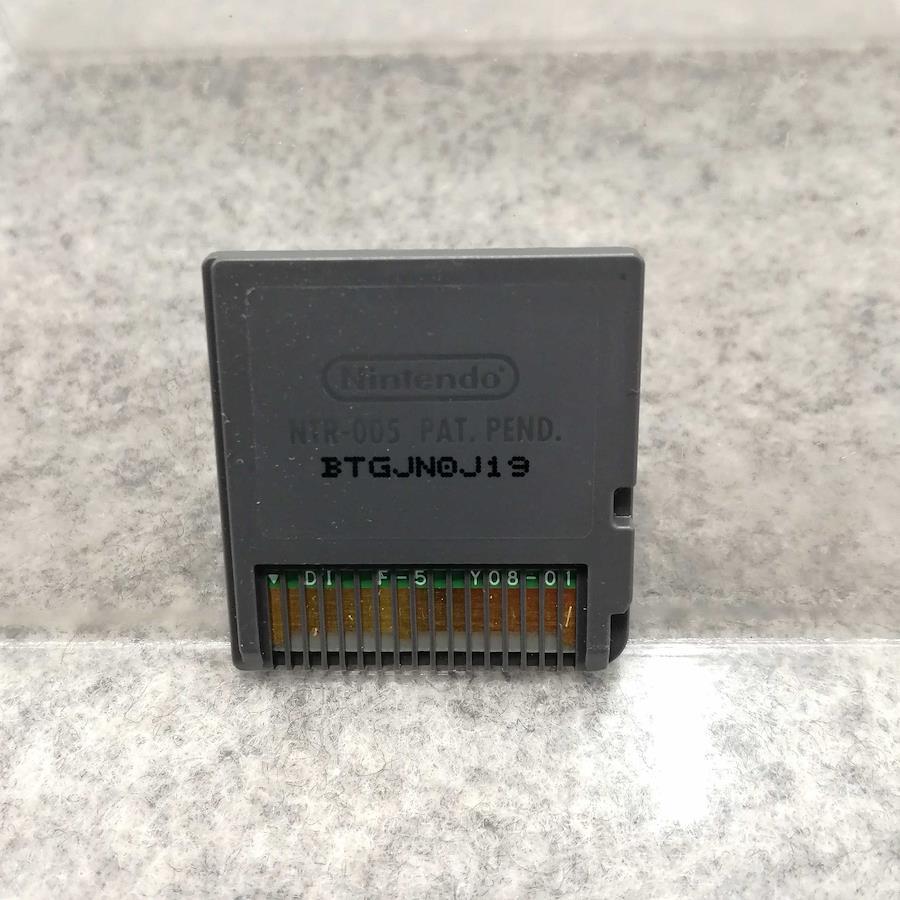 Nintendo®
NTR-005 PAT. PEND.
BTGJN0J19
▼ DI F-5 Y08-01